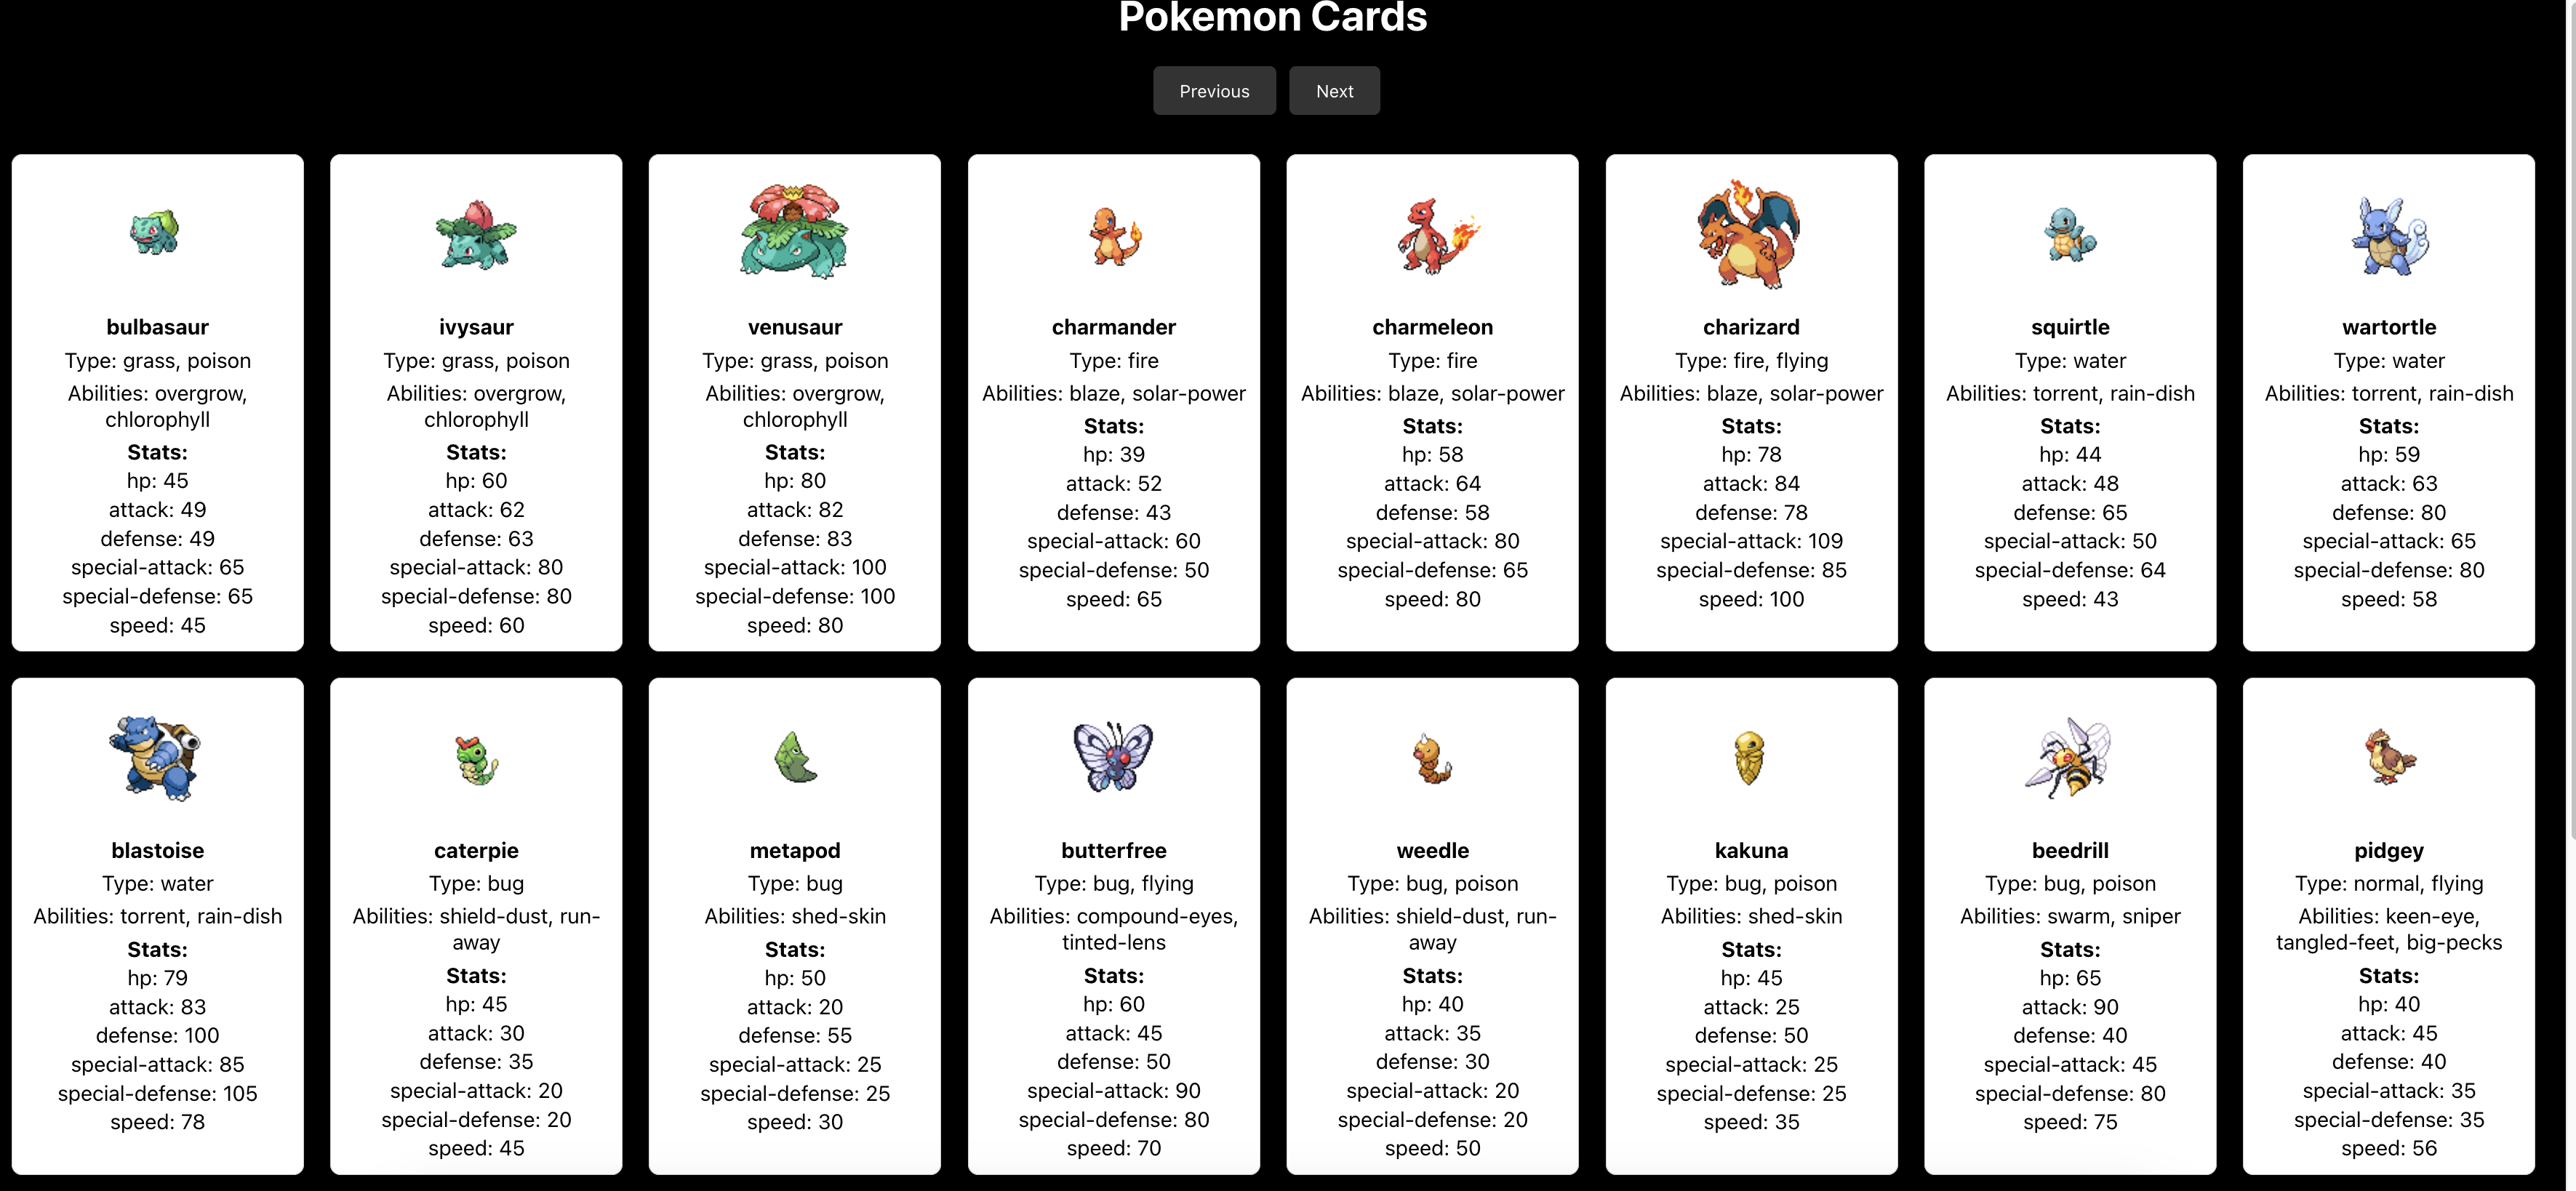 Pokemon Cards
Previous
Next
bulbasaur
Type: grass, poison
Abilities: overgrow,
chlorophyll
Stats:
hp: 45
attack: 49
defense: 49
special-attack: 65
special-defense: 65
speed: 45
ivysaur
Type: grass, poison
Abilities: overgrow,
chlorophyll
Stats:
hp: 60
attack: 62
defense: 63
special-attack: 80
special-defense: 80
speed: 60
venusaur
Type: grass, poison
Abilities: overgrow,
chlorophyll
Stats:
hp: 80
attack: 82
defense: 83
special-attack: 100
special-defense: 100
speed: 80
charmander
Type: fire
Abilities: blaze, solar-power
Stats:
hp: 39
attack: 52
defense: 43
special-attack: 60
special-defense: 50
speed: 65
charmeleon
Type: fire
Abilities: blaze, solar-power
Stats:
hp: 58
attack: 64
defense: 58
special-attack: 80
special-defense: 65
speed: 80
charizard
Type: fire, flying
Abilities: blaze, solar-power
Stats:
hp: 78
attack: 84
defense: 78
special-attack: 109
special-defense: 85
speed: 100
squirtle
Type: water
Abilities: torrent, rain-dish
Stats:
hp: 44
attack: 48
defense: 65
special-attack: 50
special-defense: 64
speed: 43
wartortle
Type: water
Abilities: torrent, rain-dish
Stats:
hp: 59
attack: 63
defense: 80
special-attack: 65
special-defense: 80
speed: 58
blastoise
Type: water
Abilities: torrent, rain-dish
Stats:
hp: 79
attack: 83
defense: 100
special-attack: 85
special-defense: 105
speed: 78
caterpie
Type: bug
Abilities: shield-dust, run-
away
Stats:
hp: 45
attack: 30
defense: 35
special-attack: 20
special-defense: 20
speed: 45
metapod
Type: bug
Abilities: shed-skin
Stats:
hp: 50
attack: 20
defense: 55
special-attack: 25
special-defense: 25
speed: 30
butterfree
Type: bug, flying
Abilities: compound-eyes,
tinted-lens
Stats:
hp: 60
attack: 45
defense: 50
special-attack: 90
special-defense: 80
speed: 70
weedle
Type: bug, poison
Abilities: shield-dust, run-
away
Stats:
hp: 40
attack: 35
defense: 30
special-attack: 20
special-defense: 20
speed: 50
kakuna
Type: bug, poison
Abilities: shed-skin
Stats:
hp: 45
attack: 25
defense: 50
special-attack: 25
special-defense: 25
speed: 35
beedrill
Type: bug, poison
Abilities: swarm, sniper
Stats:
hp: 65
attack: 90
defense: 40
special-attack: 45
special-defense: 80
speed: 75
pidgey
Type: normal, flying
Abilities: keen-eye,
tangled-feet, big-pecks
Stats:
hp: 40
attack: 45
defense: 40
special-attack: 35
special-defense: 35
speed: 56